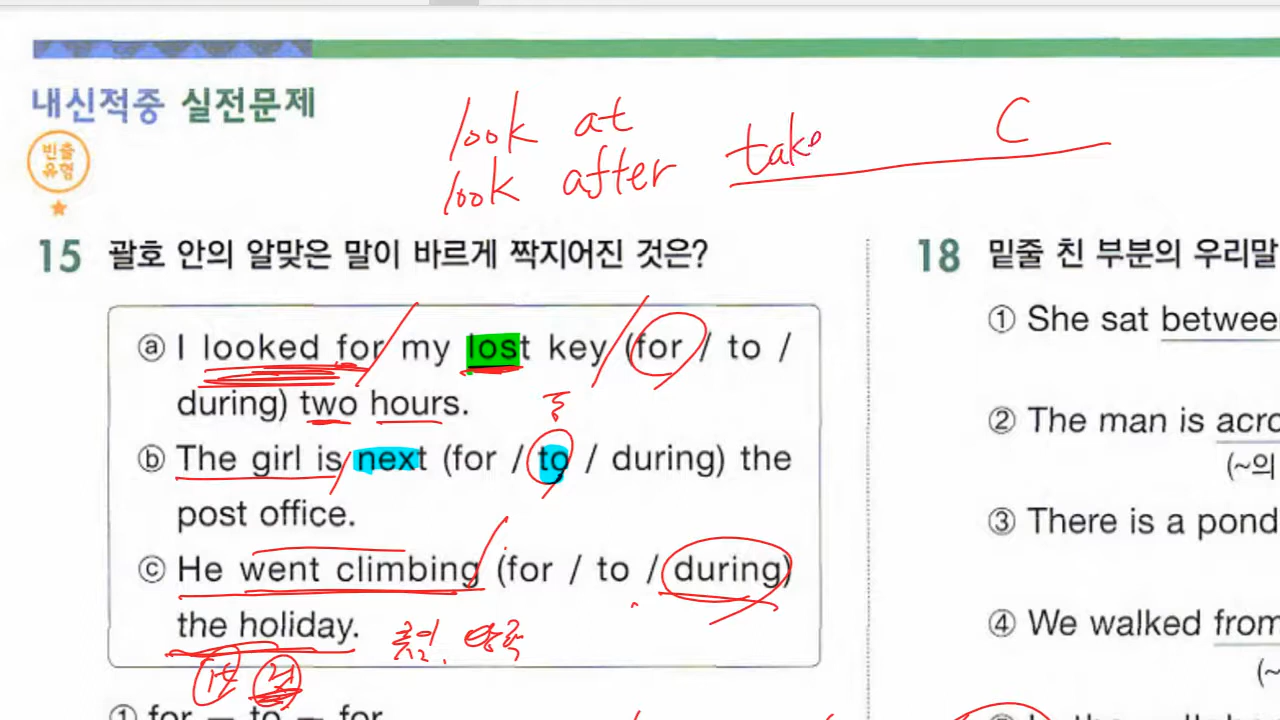 내신적중 실전문제
빈출
유형
look at
look after take C
15 괄호 안의 알맞은 말이 바르게 짝지어진 것은?
ⓐ I looked for my lost key (for / to /
during) two hours.
ⓑ The girl is next (for / to / during) the
post office.
ⓒ He went climbing (for / to / during)
the holiday.
① for – to – for
18 밑줄 친 부분의 우리말
① She sat betwee
② The man is acro
(~의
③ There is a pond
④ We walked from
(~